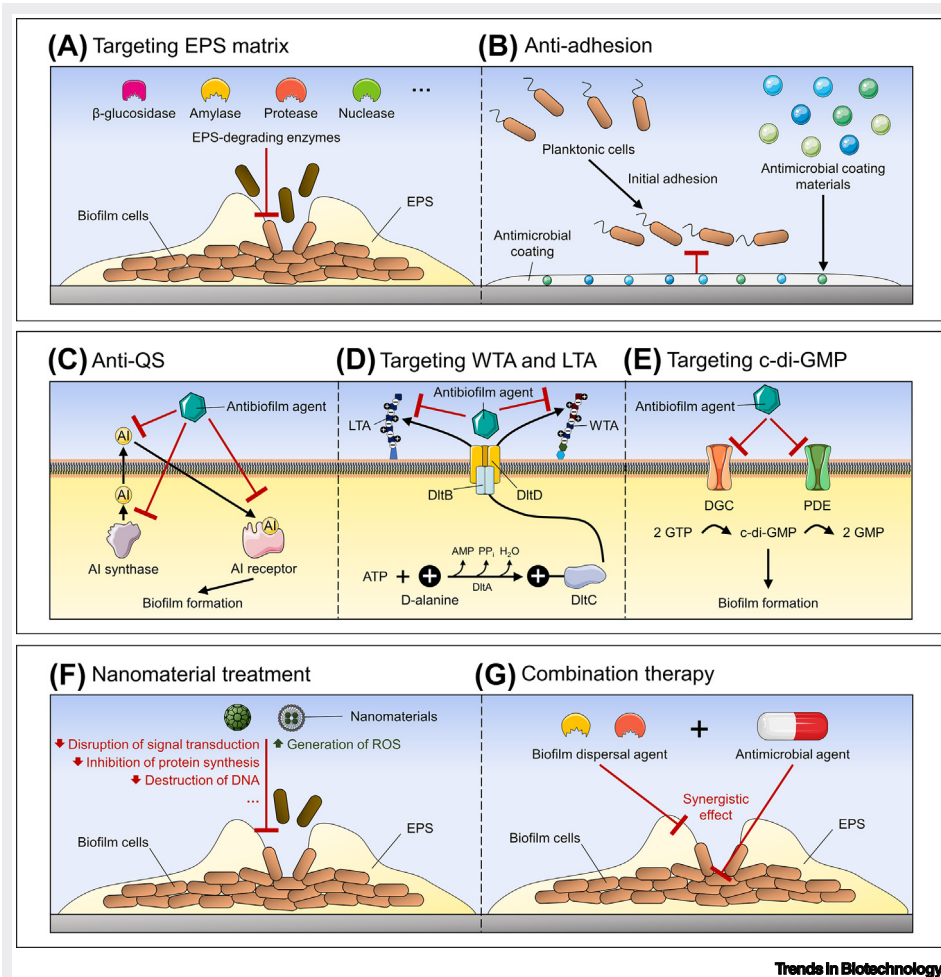 (A) Targeting EPS matrix
β-glucosidase Amylase Protease Nuclease ...
EPS-degrading enzymes
Biofilm cells
EPS
(B) Anti-adhesion
Planktonic cells
Initial adhesion
Antimicrobial coating
materials
Antimicrobial
coating
(C) Anti-QS
Antibiofilm agent
AI
AI
AI
AI synthase
AI receptor
Biofilm formation
(D) Targeting WTA and LTA
Antibiofilm agent
LTA
WTA
DltB
DltD
AMP PPi H2O
ATP + +
+
DltA
D-alanine
DltC
(E) Targeting c-di-GMP
Antibiofilm agent
DGC
PDE
2 GTP c-di-GMP 2 GMP
Biofilm formation
(F) Nanomaterial treatment
Nanomaterials
Disruption of signal transduction
Generation of ROS
Inhibition of protein synthesis
Destruction of DNA
...
Biofilm cells
EPS
(G) Combination therapy
+
Biofilm dispersal agent
Antimicrobial agent
Synergistic
effect
Biofilm cells
EPS
Trends in Biotechnology